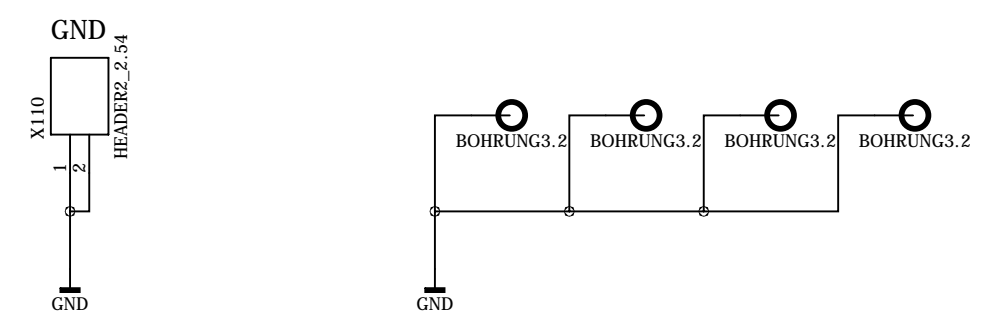 GND
X110
HEADER2_2.54
1
2
GND
BOHRUNG3.2
BOHRUNG3.2
BOHRUNG3.2
BOHRUNG3.2
GND